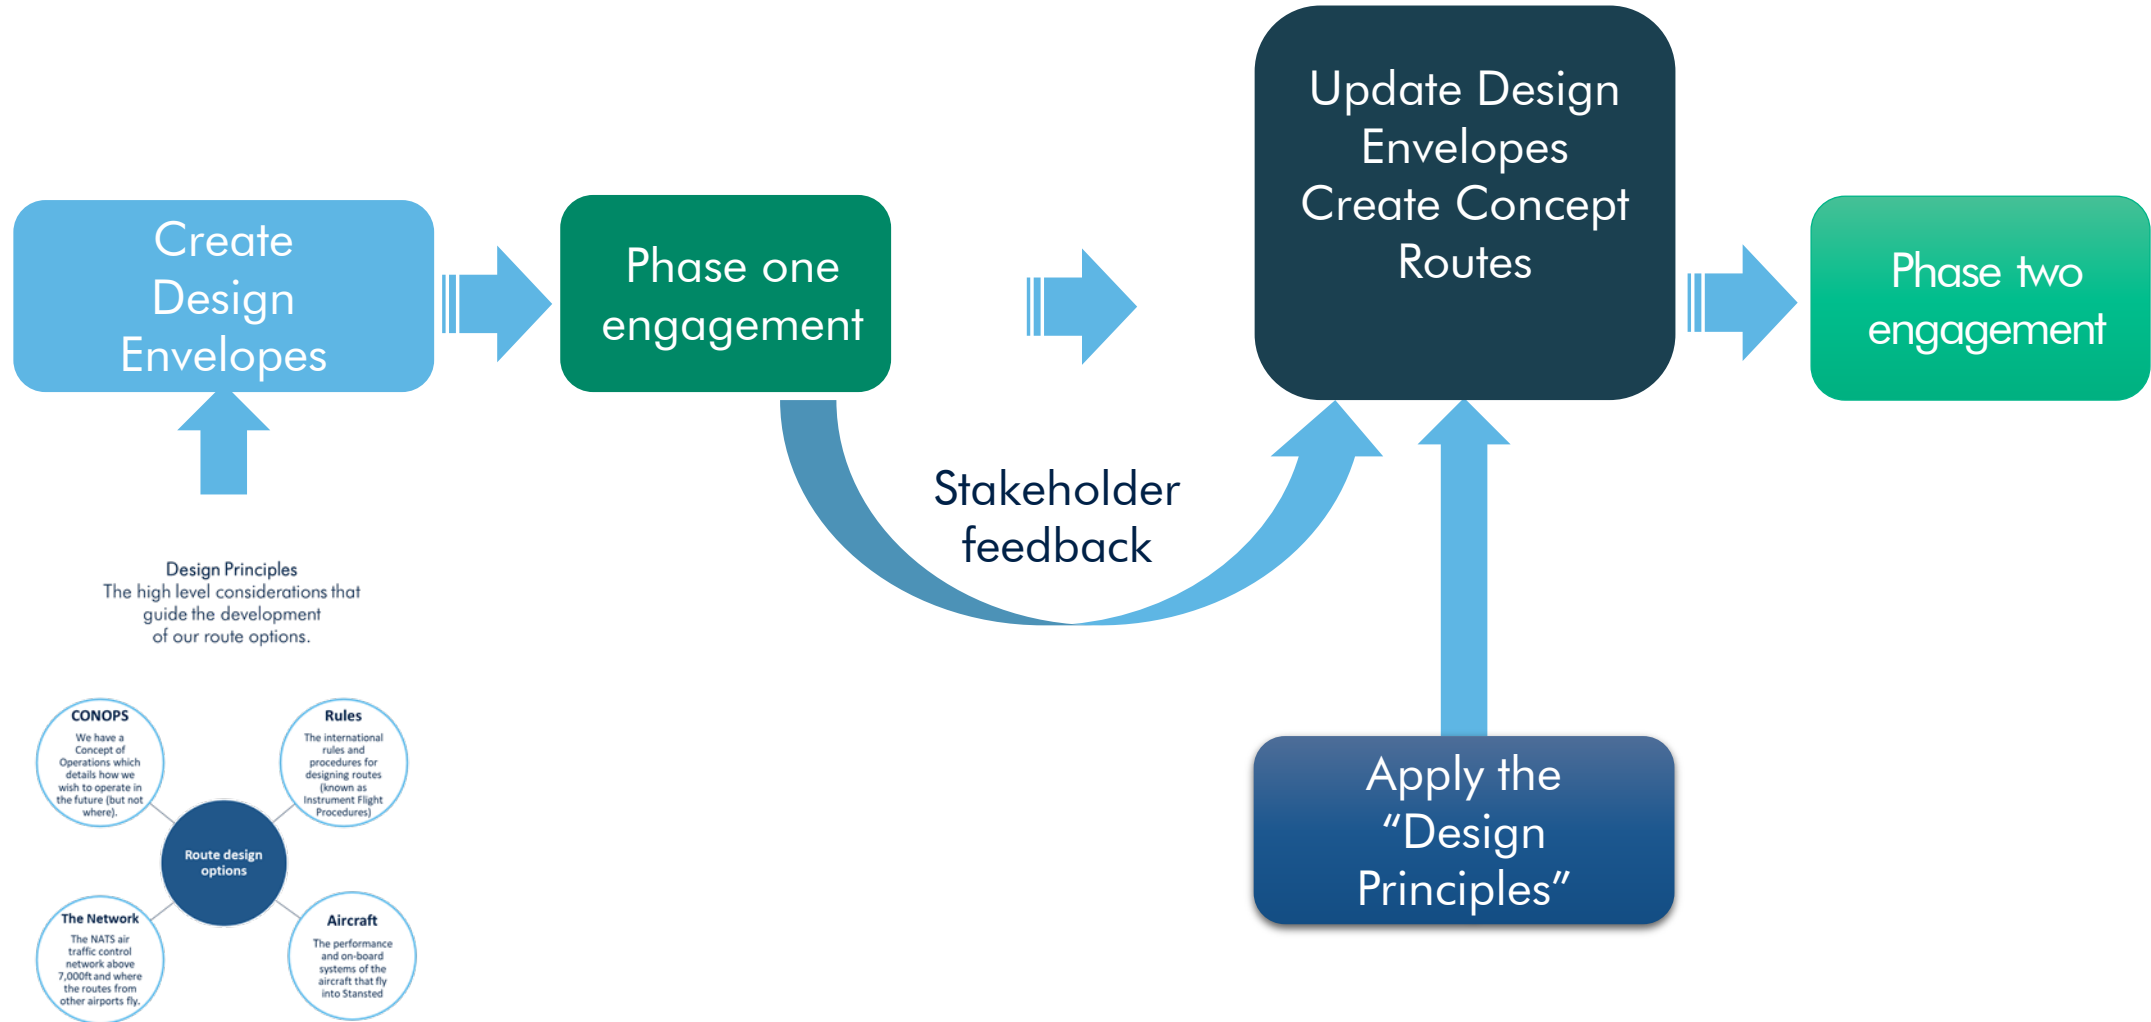 Create
Design
Envelopes
Phase one
engagement
Update Design
Envelopes
Create Concept
Routes
Phase two
engagement
Stakeholder
feedback
Design Principles
The high level considerations that
guide the development
of our route options.
CONOPS
We have a
Concept of
Operations which
details how we
wish to operate in
the future (but not
where).
Rules
The international
rules and
procedures for
designing routes
(known as
Instrument Flight
Procedures)
Route design
options
The Network
The NATS air
traffic control
network above
7,000ft and where
the routes from
other airports fly.
Aircraft
The performance
and on-board
systems of the
aircraft that fly
into Stansted
Apply the
“Design
Principles”